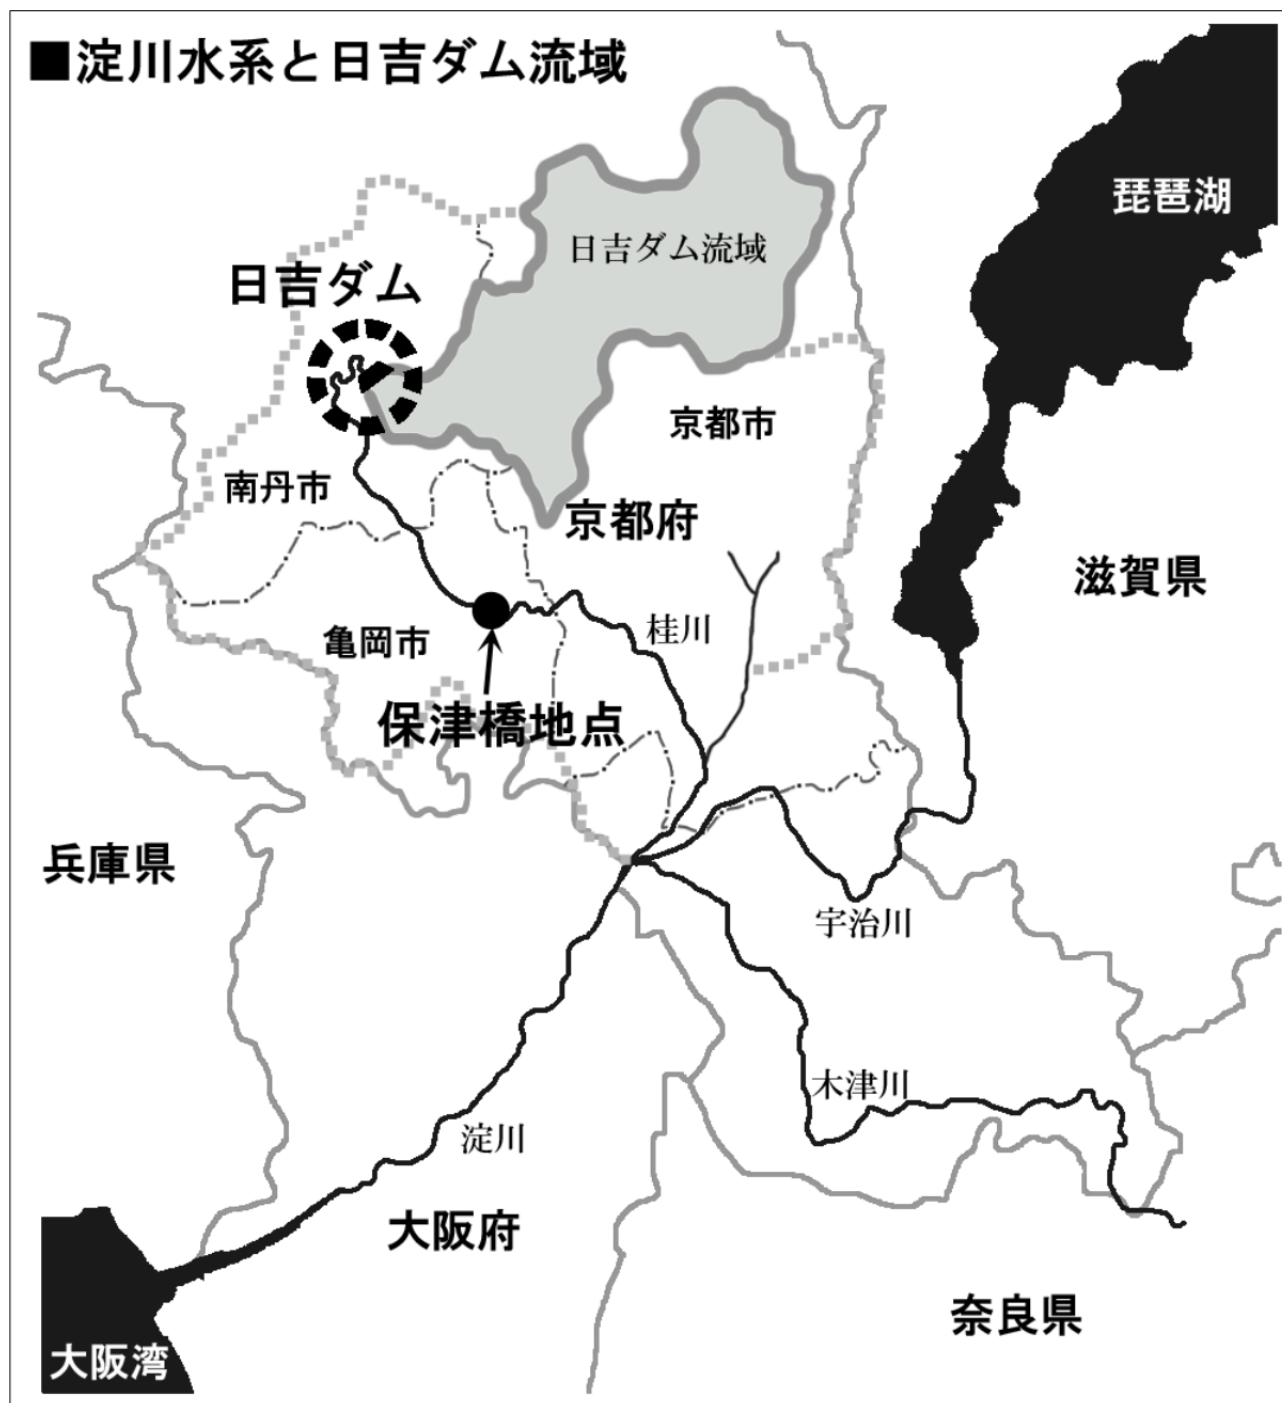 ■淀川水系と日吉ダム流域
琵琶湖
日吉ダム流域
日吉ダム
京都市
南丹市
京都府
滋賀県
桂川
亀岡市
保津橋地点
兵庫県
宇治川
木津川
淀川
大阪府
奈良県
大阪湾